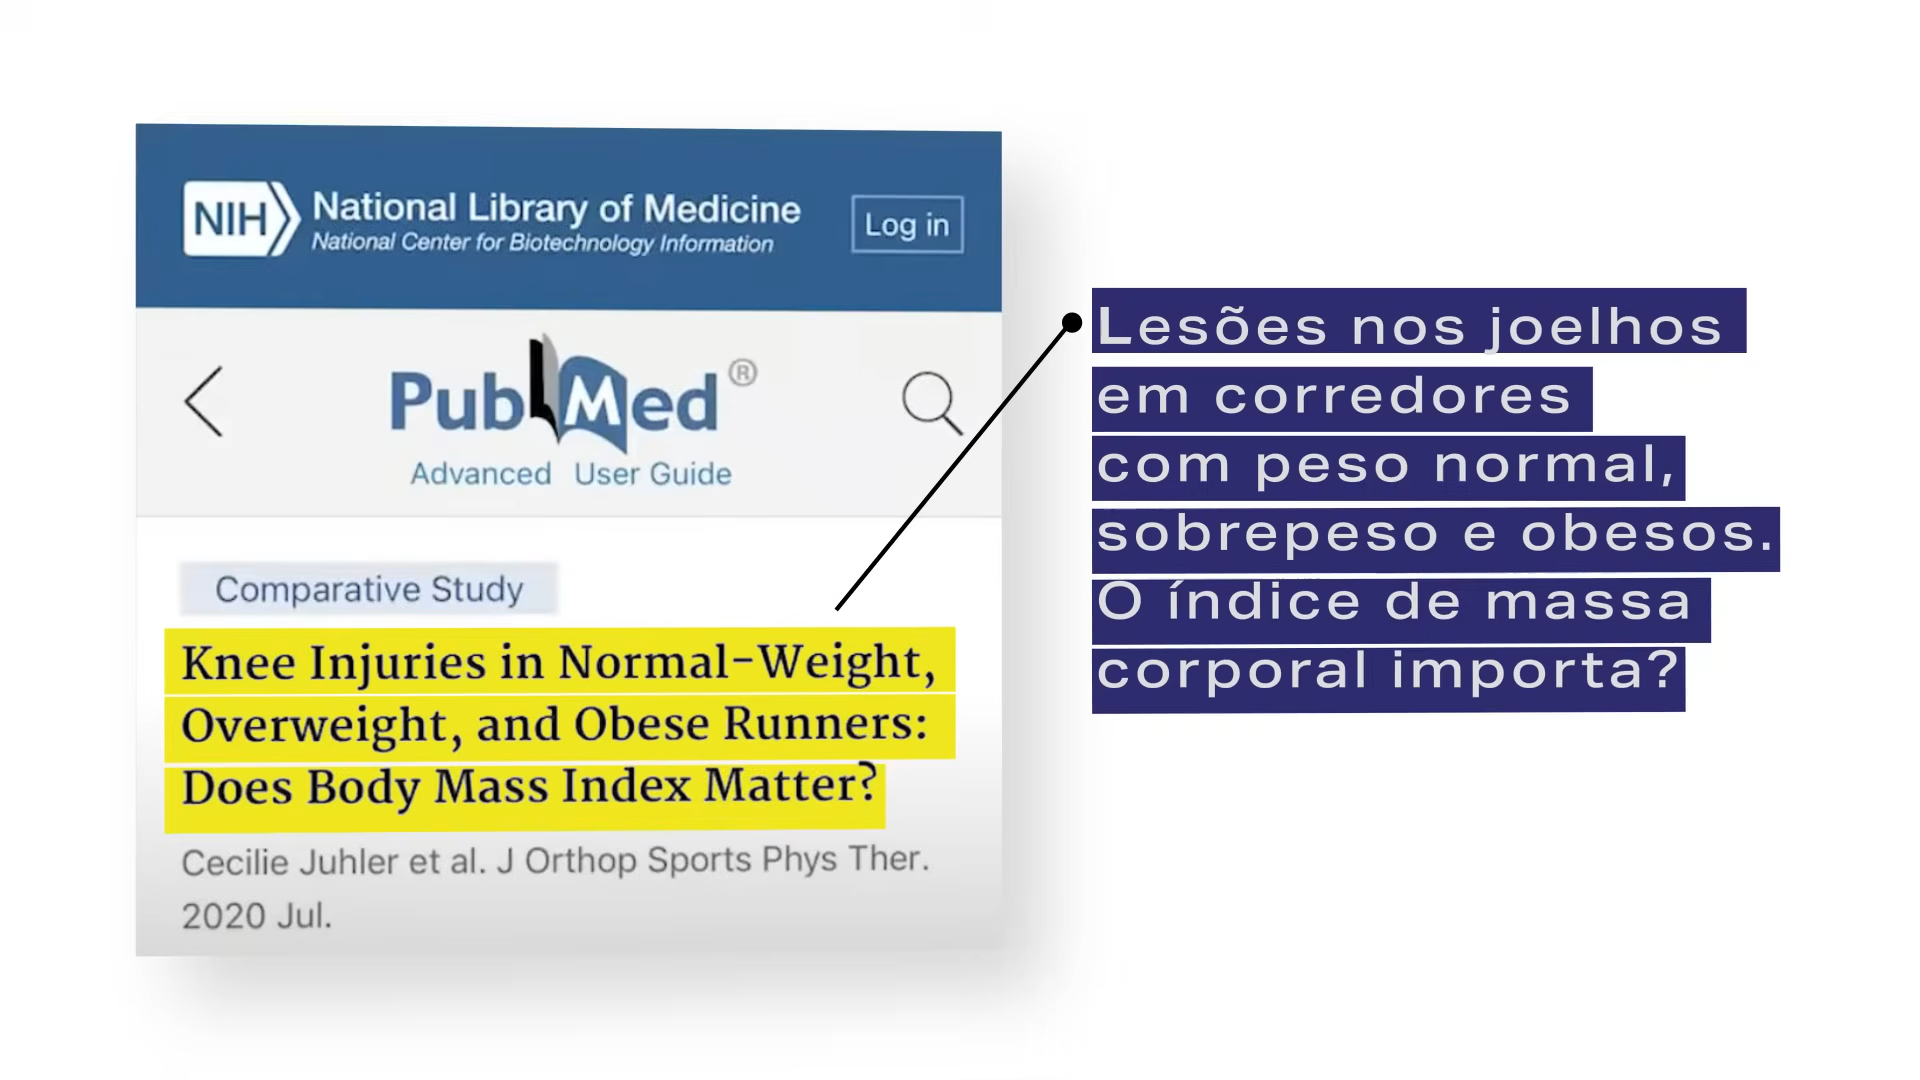 NIH National Library of Medicine
National Center for Biotechnology Information
Log in
PubMed®
Advanced User Guide
Comparative Study
Knee Injuries in Normal-Weight,
Overweight, and Obese Runners:
Does Body Mass Index Matter?
Cecilie Juhler et al. J Orthop Sports Phys Ther.
2020 Jul.
Lesões nos joelhos
em corredores
com peso normal,
sobrepeso e obesos.
O índice de massa
corporal importa?